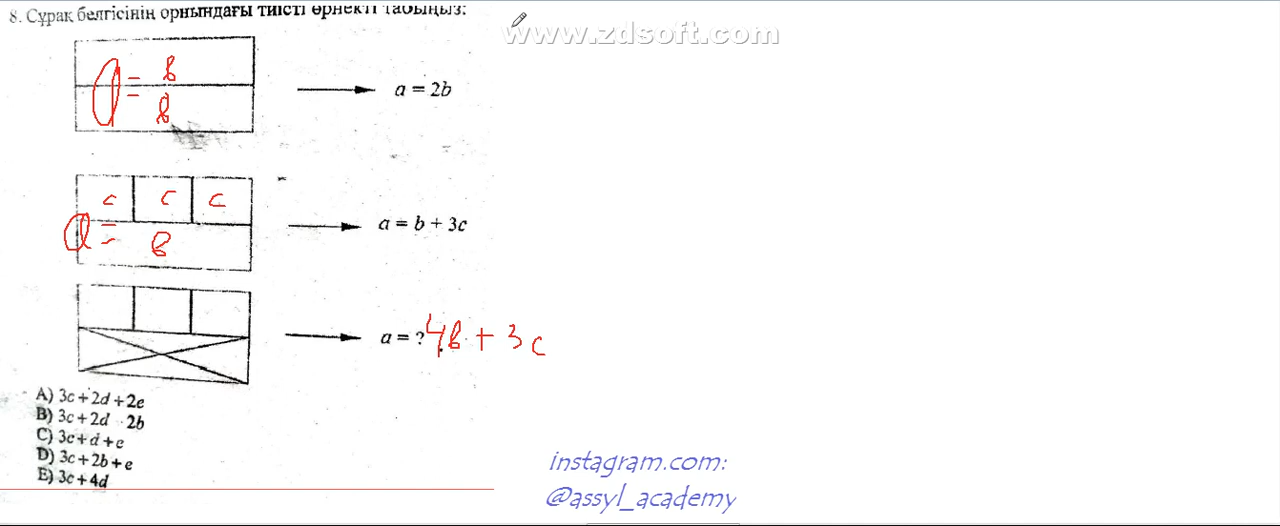 8. Сұрақ белгісінің орнындағы тиісті өрнекті табыңыз:
www.zdsoft.com
a = b
b
a = 2b
c c c
a = b
a = b + 3c
a = ? 4b + 3c
A) 3c + 2d + 2e
B) 3c + 2d 2b
C) 3c + d + e
D) 3c + 2b + e
E) 3c + 4d
instagram.com:
@assyl_academy